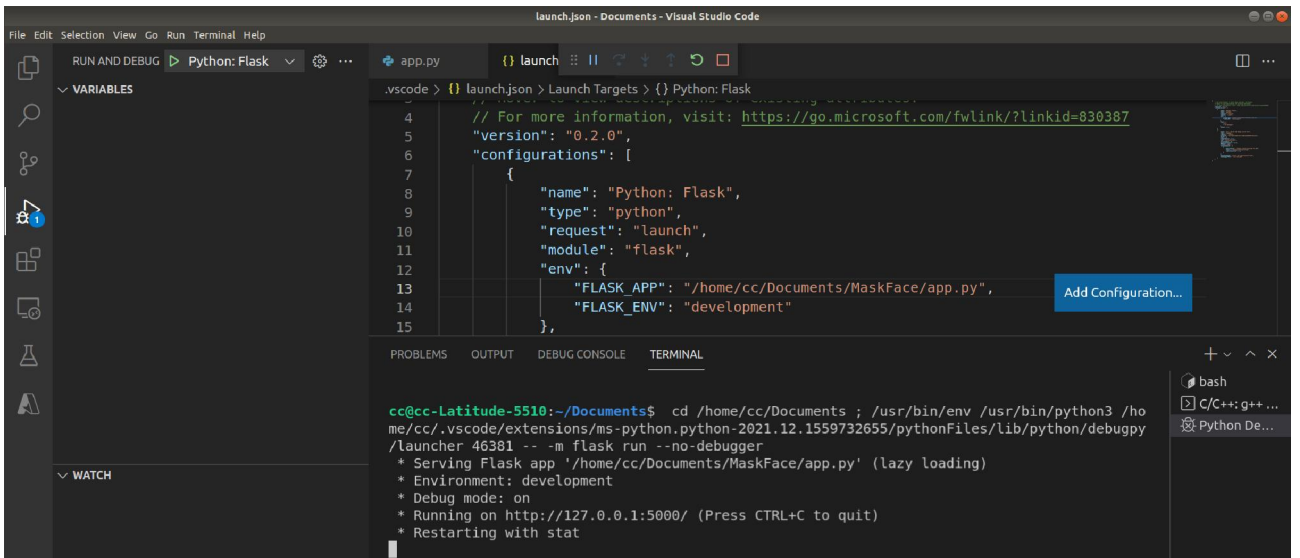 launch.json - Documents - Visual Studio Code
File Edit Selection View Go Run Terminal Help
RUN AND DEBUG Python: Flask
app.py
{} launch
VARIABLES
.vscode > {} launch.json > Launch Targets > {} Python: Flask
4 // For more information, visit: https://go.microsoft.com/fwlink/?linkid=830387
5 "version": "0.2.0",
6 "configurations": [
7 {
8 "name": "Python: Flask",
9 "type": "python",
10 "request": "launch",
11 "module": "flask",
12 "env": {
13 "FLASK_APP": "/home/cc/Documents/MaskFace/app.py",
14 "FLASK_ENV": "development"
15 },
Add Configuration...
1
PROBLEMS OUTPUT DEBUG CONSOLE TERMINAL
cc@cc-Latitude-5510:~/Documents$ cd /home/cc/Documents ; /usr/bin/env /usr/bin/python3 /ho
me/cc/.vscode/extensions/ms-python.python-2021.12.1559732655/pythonFiles/lib/python/debugpy
/launcher 46381 -- -m flask run --no-debugger
* Serving Flask app '/home/cc/Documents/MaskFace/app.py' (lazy loading)
* Environment: development
* Debug mode: on
* Running on http://127.0.0.1:5000/ (Press CTRL+C to quit)
* Restarting with stat
bash
C/C++: g++ ...
Python De...
WATCH